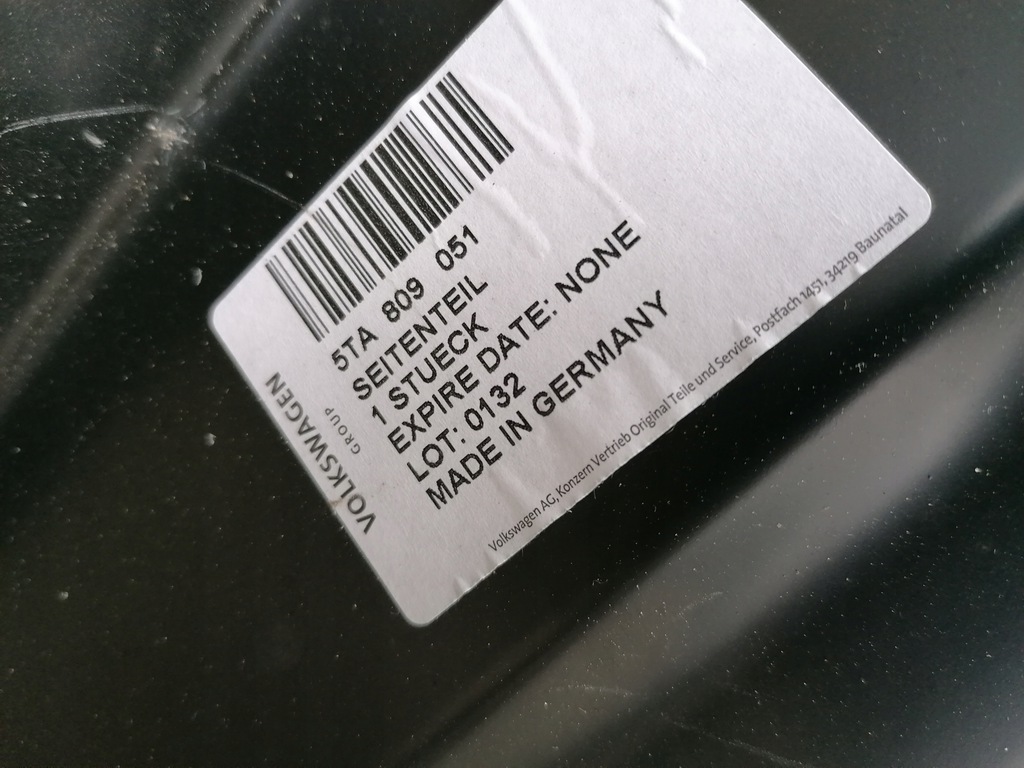 5TA 809 051
SEITENTEIL
1 STUECK
EXPIRE DATE: NONE
LOT: 0132
MADE IN GERMANY
VOLKSWAGEN
GROUP
Volkswagen AG, Konzern Vertrieb Original Teile und Service, Postfach 1451, 34219 Baunatal